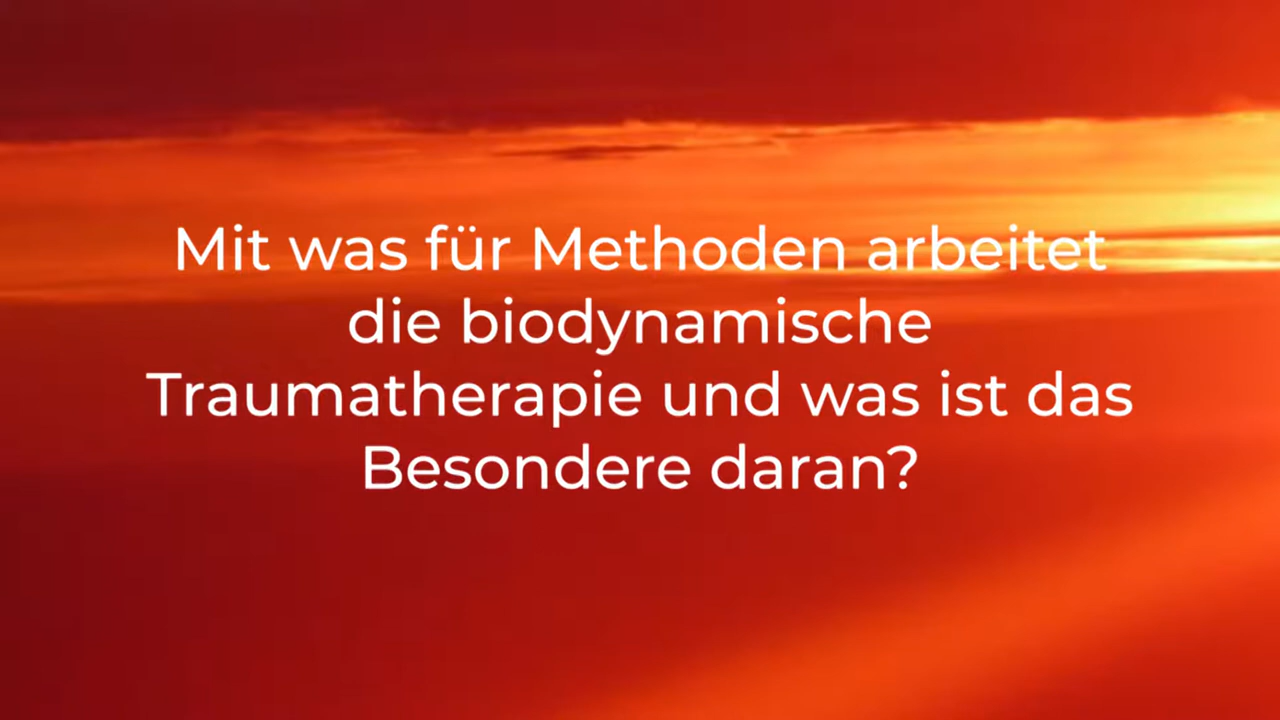 Mit was für Methoden arbeitet
die biodynamische
Traumatherapie und was ist das
Besondere daran?